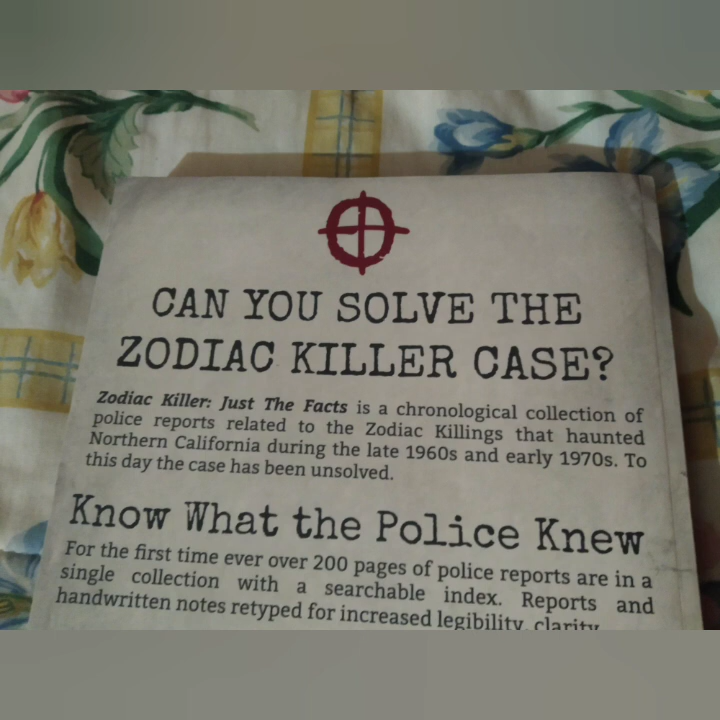 CAN YOU SOLVE THE
ZODIAC KILLER CASE?
Zodiac Killer: Just The Facts is a chronological collection of
police reports related to the Zodiac Killings that haunted
Northern California during the late 1960s and early 1970s. To
this day the case has been unsolved.
Know What the Police Knew
For the first time ever over 200 pages of police reports are in a
single collection with a searchable index. Reports and
handwritten notes retyped for increased legibility, clarity